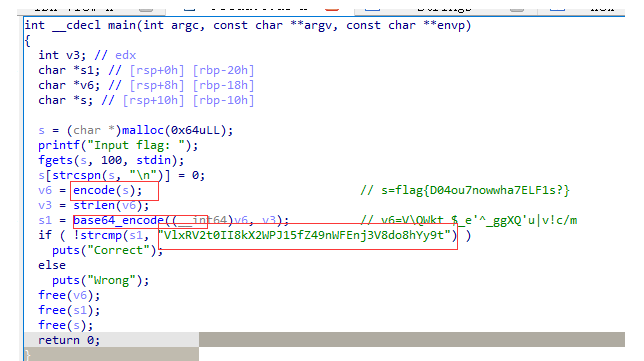 int __cdecl main(int argc, const char **argv, const char **envp)
{
int v3; // edx
char *s1; // [rsp+0h] [rbp-20h]
char *v6; // [rsp+8h] [rbp-18h]
char *s; // [rsp+10h] [rbp-10h]
s = (char *)malloc(0x64uLL);
printf("Input flag: ");
fgets(s, 100, stdin);
s[strcspn(s, "\n")] = 0;
v6 = encode(s); // s=flag{D04ou7nowwha7ELF1s?}
v3 = strlen(v6);
s1 = base64_encode((__int64)v6, v3); // v6=V\QWkt_$_e'^_ggXQ'u|v!c/m
if ( !strcmp(s1, "VlxRV2t0II8kX2WPJ15fZ49nWFEnj3V8do8hYy9t") )
puts("Correct");
else
puts("Wrong");
free(v6);
free(s1);
free(s);
return 0;
}